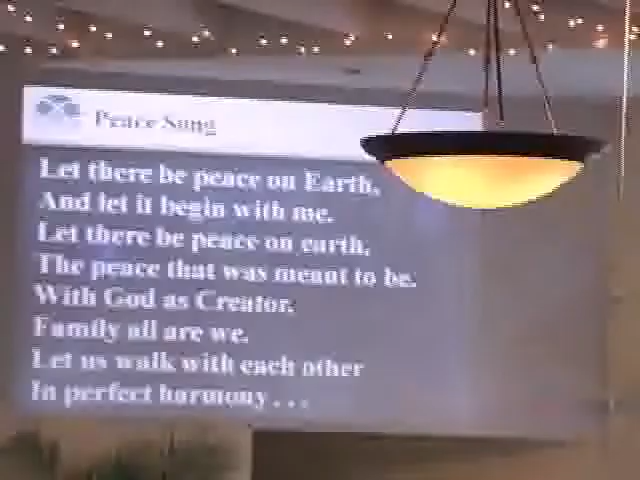 Peace Song
Let there be peace on Earth,
And let it begin with me.
Let there be peace on earth,
The peace that was meant to be.
With God as Creator,
Family all are we.
Let us walk with each other
In perfect harmony . . .